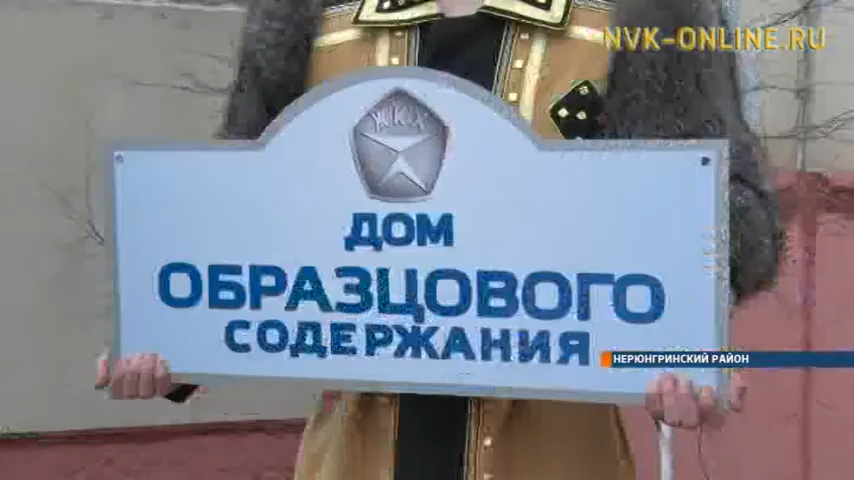 NVK-ONLINE.RU
ЖКХ
ДОМ
ОБРАЗЦОВОГО
СОДЕРЖАНИЯ
НЕРЮНГРИНСКИЙ РАЙОН